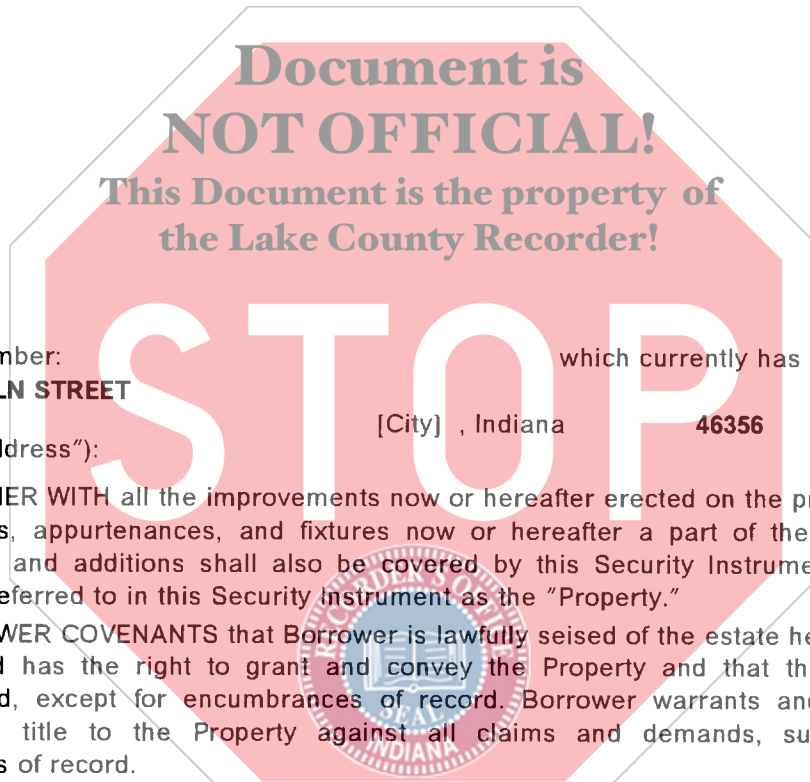 Document is
NOT OFFICIAL!
This Document is the property of
the Lake County Recorder!
STOP
mber: which currently has
LN STREET
[City] , Indiana 46356
dress"):
ER WITH all the improvements now or hereafter erected on the pr
s, appurtenances, and fixtures now or hereafter a part of the
and additions shall also be covered by this Security Instrume
eferred to in this Security Instrument as the "Property."
WER COVENANTS that Borrower is lawfully seised of the estate he
d has the right to grant and convey the Property and that th
d, except for encumbrances of record. Borrower warrants and
title to the Property against all claims and demands, su
s of record.
RECORDER'S OFFICE
SEAL
INDIANA